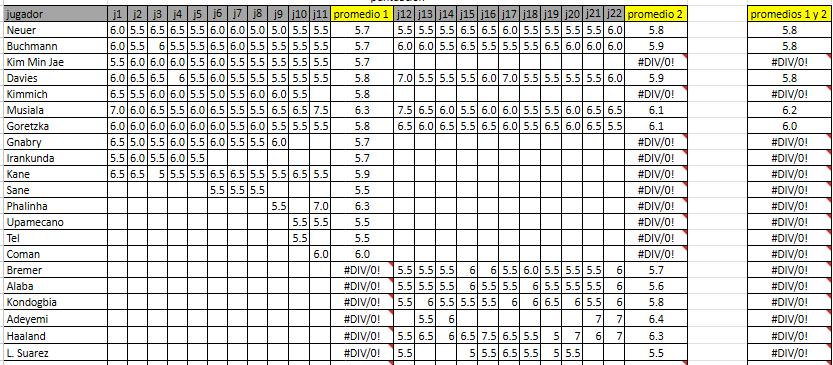 jugador j1 j2 j3 j4 j5 j6 j7 j8 j9 j10 j11 promedio 1 j12 j13 j14 j15 j16 j17 j18 j19 j20 j21 j22 promedio 2 promedios 1 y 2
Neuer 6.0 5.5 6.5 6.5 5.5 6.0 6.0 5.0 5.0 5.5 5.5 5.7 5.5 5.5 5.5 6.5 6.5 6.0 5.5 5.5 5.5 5.5 6.0 5.8 5.8
Buchmann 6.0 5.5 6 5.5 5.5 5.5 6.5 6.0 5.5 5.5 5.5 5.7 6.0 6.0 5.5 6.5 5.5 5.5 5.5 6.5 6.0 6.0 6.0 5.9 5.8
Kim Min Jae 5.5 6.0 6.0 6.0 5.5 6.0 5.5 5.5 5.5 5.5 5.5 5.7 #DIV/0! #DIV/0!
Davies 6.0 6.5 6.5 6 5.5 6.0 5.5 5.5 5.5 5.5 5.5 5.8 7.0 5.5 5.5 5.5 6.0 7.0 5.5 5.5 5.5 5.5 6.0 5.9 5.8
Kimmich 6.5 5.5 6.0 6.0 5.5 5.0 5.5 6.0 6.0 5.5 5.8 #DIV/0! #DIV/0!
Musiala 7.0 6.0 6.5 5.5 6.0 6.5 5.5 5.5 6.5 6.5 7.5 6.3 7.5 6.5 6.0 5.5 6.0 6.0 5.5 5.5 6.0 6.5 6.5 6.1 6.2
Goretzka 6.0 6.0 6.0 6.0 6.0 5.5 5.5 6.0 5.5 5.5 5.5 5.8 6.5 6.0 6.5 5.5 6.5 6.0 5.5 6.5 6.0 6.5 5.5 6.1 6.0
Gnabry 6.5 5.0 5.5 6.0 5.5 6.0 5.5 5.5 6.0 5.7 #DIV/0! #DIV/0!
Irankunda 5.5 6.0 5.5 6.0 5.5 5.7 #DIV/0! #DIV/0!
Kane 6.5 6.5 5 5.5 5.5 6.5 6.5 5.5 5.5 6.5 5.5 5.9 #DIV/0! #DIV/0!
Sane 5.5 5.5 5.5 5.5 #DIV/0! #DIV/0!
Phalinha 5.5 7.0 6.3 #DIV/0! #DIV/0!
Upamecano 5.5 5.5 5.5 #DIV/0! #DIV/0!
Tel 5.5 5.5 #DIV/0! #DIV/0!
Coman 6.0 6.0 #DIV/0! #DIV/0!
Bremer #DIV/0! 5.5 5.5 5.5 6 6 5.5 6.0 5.5 5.5 5.5 6 5.7 #DIV/0!
Alaba #DIV/0! 5.5 5.5 5.5 6 5.5 5.5 6 5.5 5.5 5.5 6 5.6 #DIV/0!
Kondogbia #DIV/0! 5.5 6 5.5 5.5 5.5 6 6 6.5 6 5.5 6 5.8 #DIV/0!
Adeyemi #DIV/0! 5.5 6 7 7 6.4 #DIV/0!
Haaland #DIV/0! 5.5 6.5 6 6.5 7.5 6.5 5.5 5 7 6 7 6.3 #DIV/0!
L. Suarez #DIV/0! 5.5 5 5.5 6.5 5.5 5 5.5 5.5 #DIV/0!